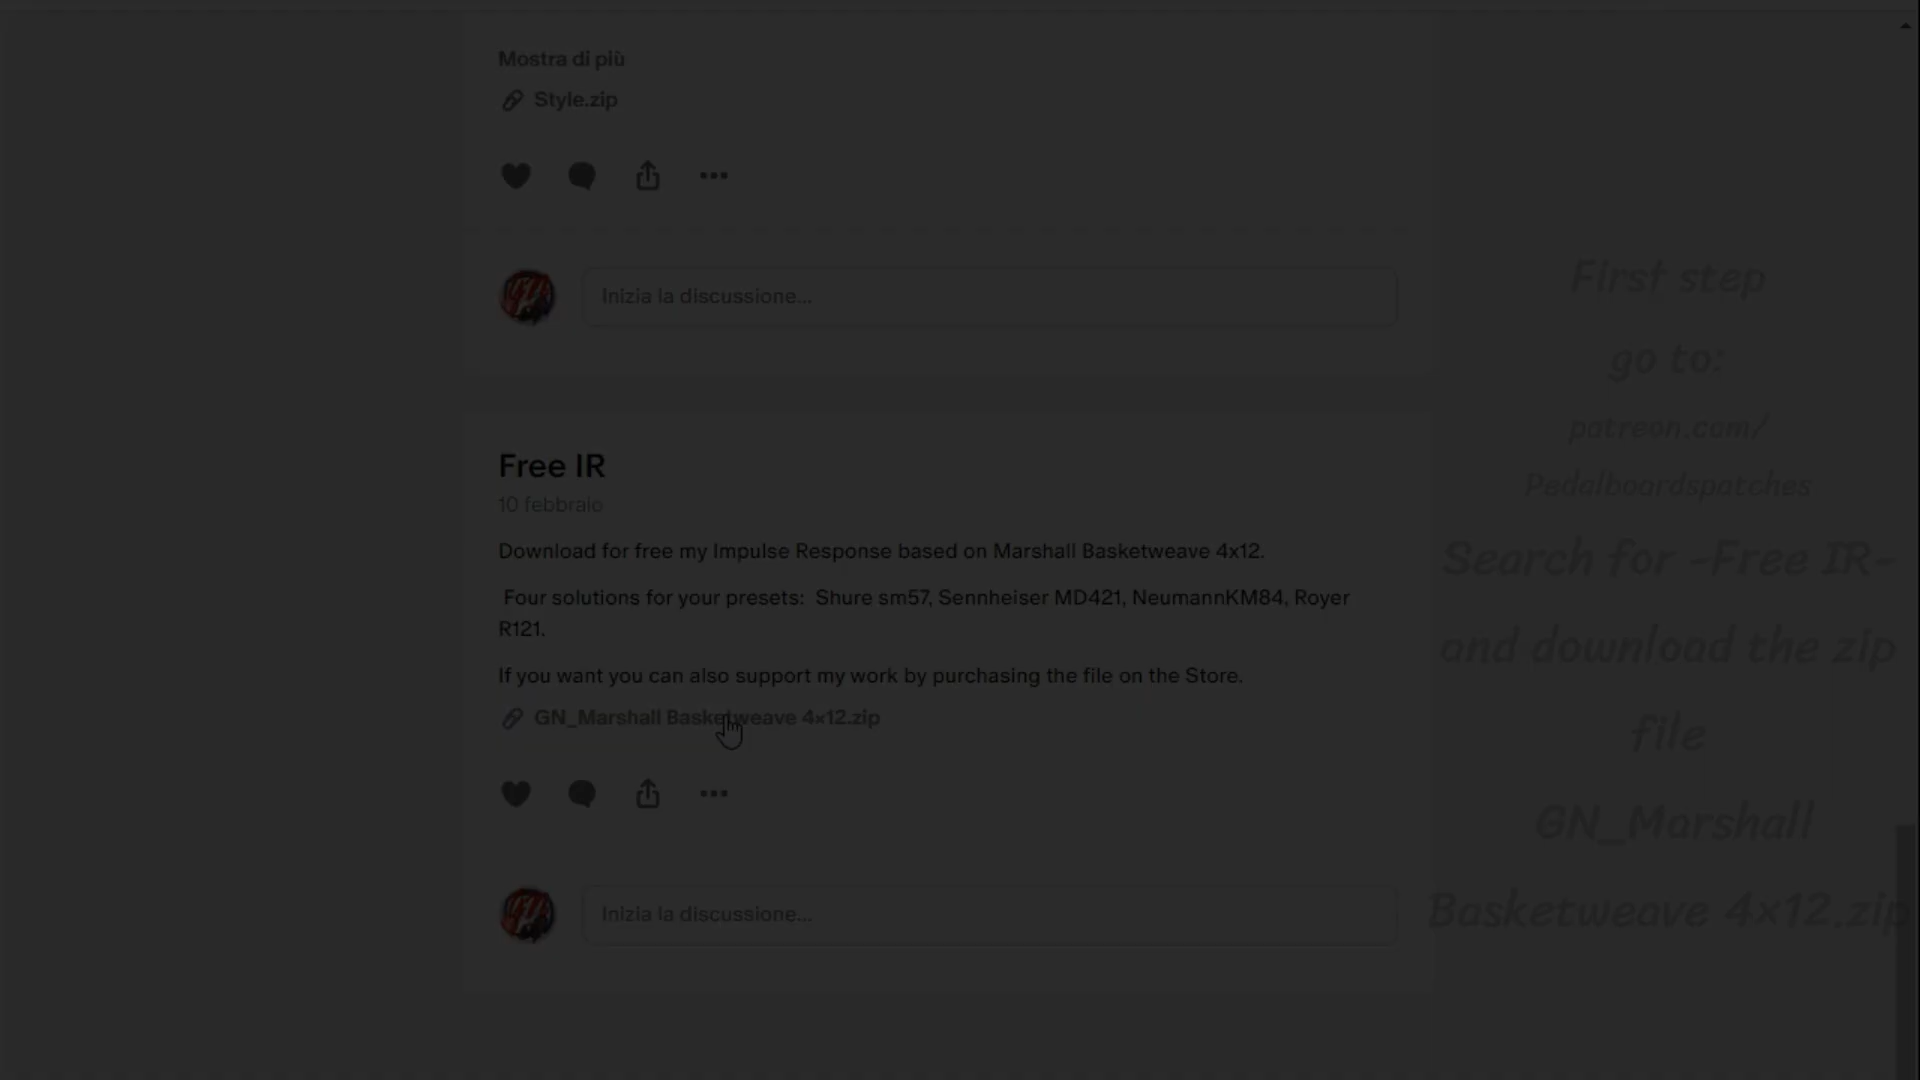 Mostra di più
Style.zip
Inizia la discussione...
Free IR
10 febbraio
Download for free my Impulse Response based on Marshall Basketweave 4x12.
Four solutions for your presets: Shure sm57, Sennheiser MD421, NeumannKM84, Royer
R121.
If you want you can also support my work by purchasing the file on the Store.
GN_Marshall Basketweave 4x12.zip
Inizia la discussione...
First step
go to:
patreon.com/
Pedalboardspatches
Search for -Free IR-
and download the zip
file
GN_Marshall
Basketweave 4x12.zip